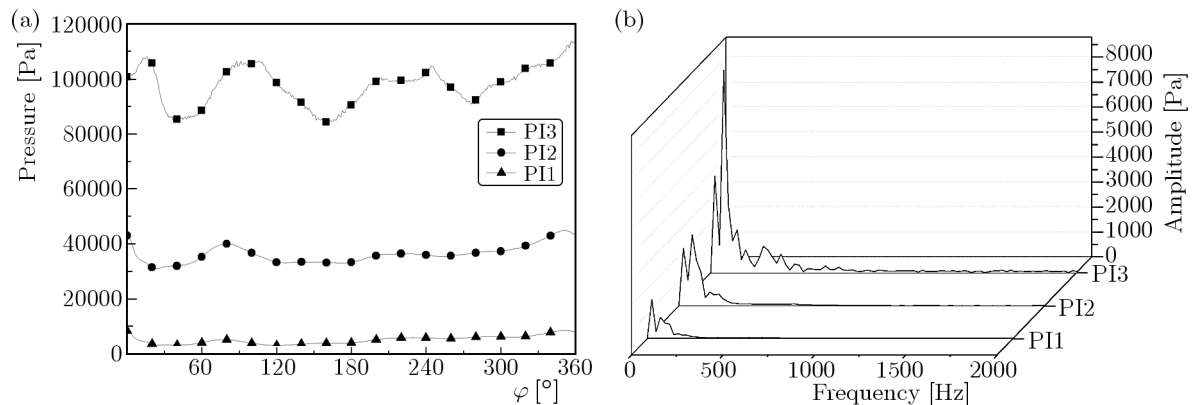 (a)
Pressure [Pa]
120000
100000
80000
60000
40000
20000
0
PI3
PI2
PI1
60
120
180
240
300
360
φ [°]
(b)
8000
7000
6000
5000
4000
3000
2000
1000
0
Amplitude [Pa]
PI3
PI2
PI1
0
500
1000
1500
2000
Frequency [Hz]